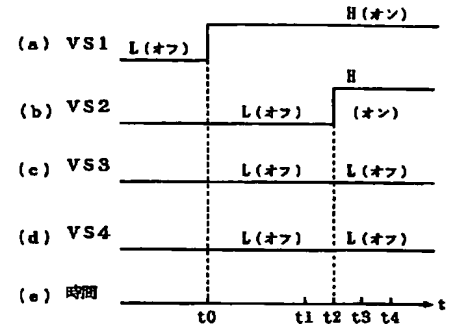 H(オン)
(a) VS1 L(オフ)
H
(b) VS2 L(オフ) (オン)
(c) VS3 L(オフ) L(オフ)
(d) VS4 L(オフ) L(オフ)
(e) 時間 t
t0 t1 t2 t3 t4